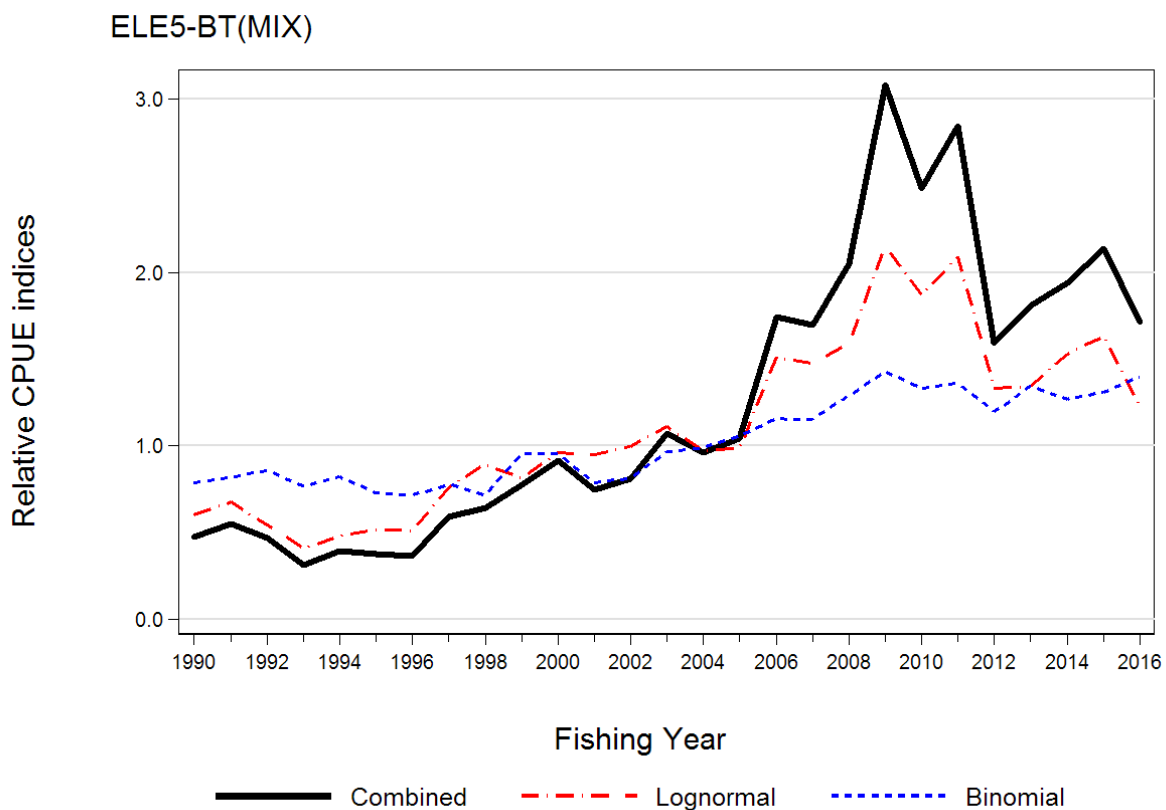 ELE5-BT(MIX)
Relative CPUE indices
3.0
2.0
1.0
0.0
1990 1992 1994 1996 1998 2000 2002 2004 2006 2008 2010 2012 2014 2016
Fishing Year
Combined Lognormal Binomial